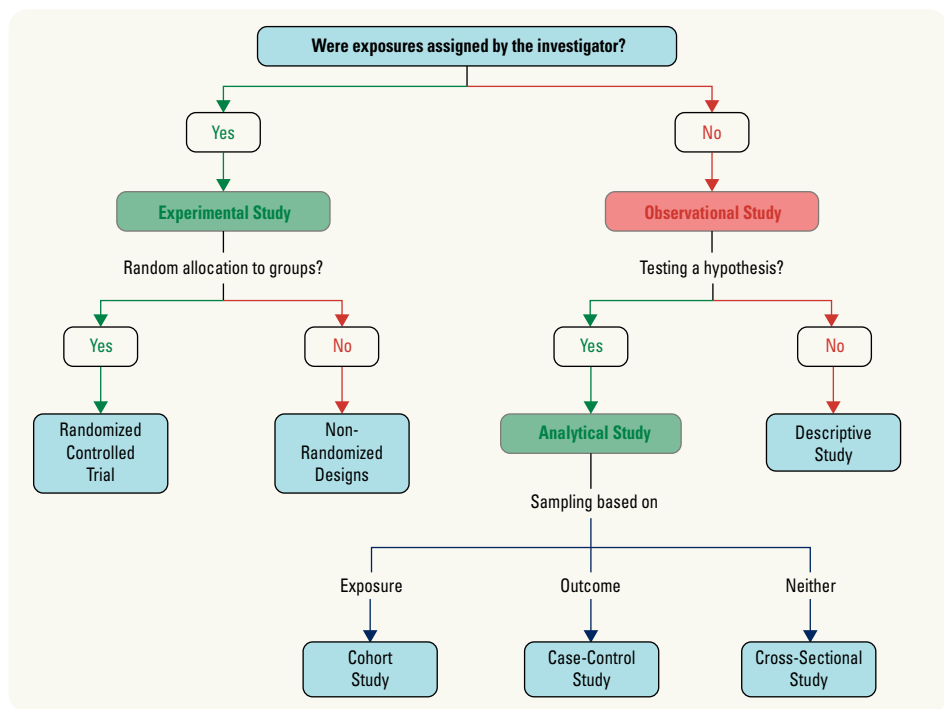 Were exposures assigned by the investigator?
Yes
No
Experimental Study
Observational Study
Random allocation to groups?
Testing a hypothesis?
Yes
No
Yes
No
Randomized
Controlled
Trial
Non-
Randomized
Designs
Analytical Study
Descriptive
Study
Sampling based on
Exposure
Outcome
Neither
Cohort
Study
Case-Control
Study
Cross-Sectional
Study